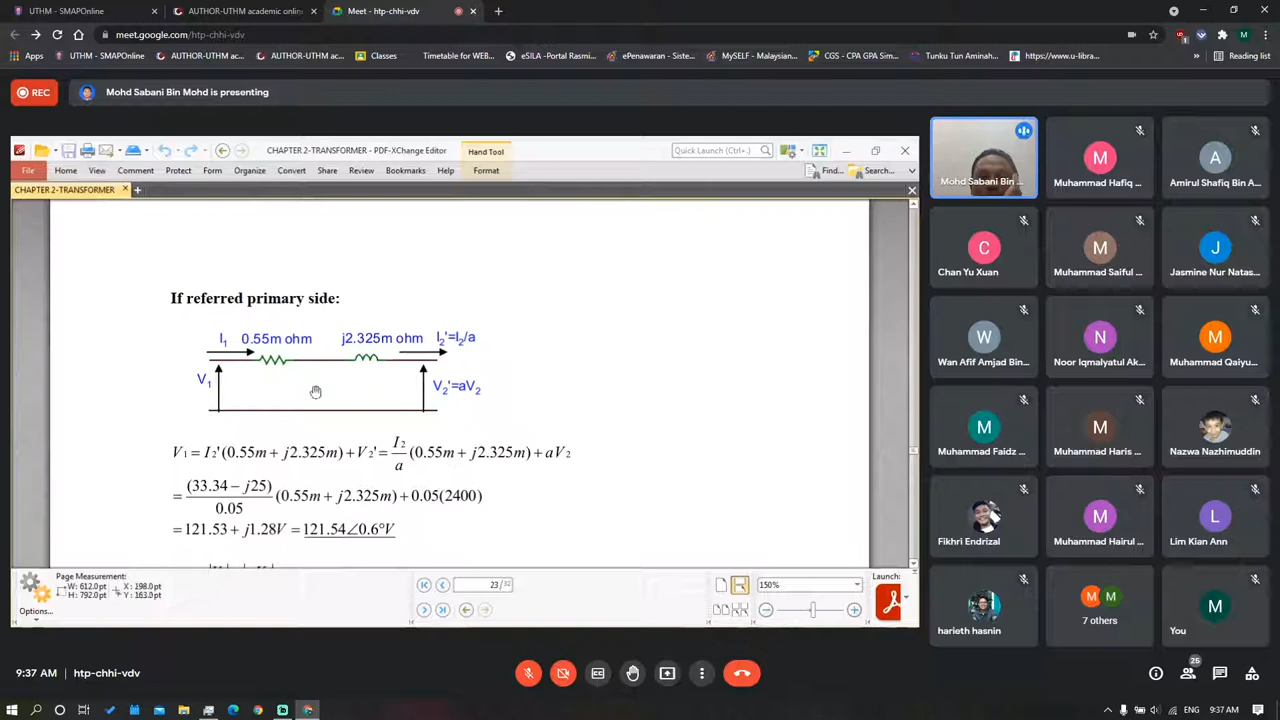 UTHM - SMAPOnline
AUTHOR-UTHM academic onlin
Meet - htp-chhi-vdv
meet.google.com/htp-chhi-vdv
Apps
UTHM - SMAPOnline
AUTHOR-UTHM ac...
AUTHOR-UTHM ac...
Classes
Timetable for WEB...
eSILA -Portal Rasmi...
ePenawaran - Siste...
MySELF - Malaysian...
CGS - CPA GPA Sim...
Tunku Tun Aminah...
https://www.u-libra...
»
Reading list
REC
Mohd Sabani Bin Mohd is presenting
CHAPTER 2-TRANSFORMER - PDF-XChange Editor
Hand Tool
Quick Launch (Ctrl+.)
File
Home
View
Comment
Protect
Form
Organize
Convert
Share
Review
Bookmarks
Help
Format
Find...
Search...
CHAPTER 2-TRANSFORMER
If referred primary side:
I1 0.55m ohm j2.325m ohm I2'=I2/a
V1 V2'=aV2
V1 = I2'(0.55m + j2.325m) + V2' = I2/a (0.55m + j2.325m) + aV2
= (33.34 − j25)/0.05 (0.55m + j2.325m) + 0.05(2400)
= 121.53 + j1.28V = 121.54∠0.6°V
Page Measurement:
W: 612.0 pt
H: 792.0 pt
X: 198.0 pt
Y: 163.0 pt
Options...
23 / 32
150%
Launch:
Mohd Sabani Bin ...
Muhammad Hafiq ...
Amirul Shafiq Bin A...
C
Chan Yu Xuan
M
Muhammad Saiful ...
J
Jasmine Nur Natas...
W
Wan Afif Amjad Bin...
N
Noor Iqmalyatul Ak...
M
Muhammad Qaiyu...
M
Muhammad Faidz ...
M
Muhammad Haris ...
Nazwa Nazhimuddin
Fikhri Endrizal
M
Muhammad Hairul ...
L
Lim Kian Ann
harieth hasnin
M M
7 others
M
You
9:37 AM
htp-chhi-vdv
25
ENG
9:37 AM